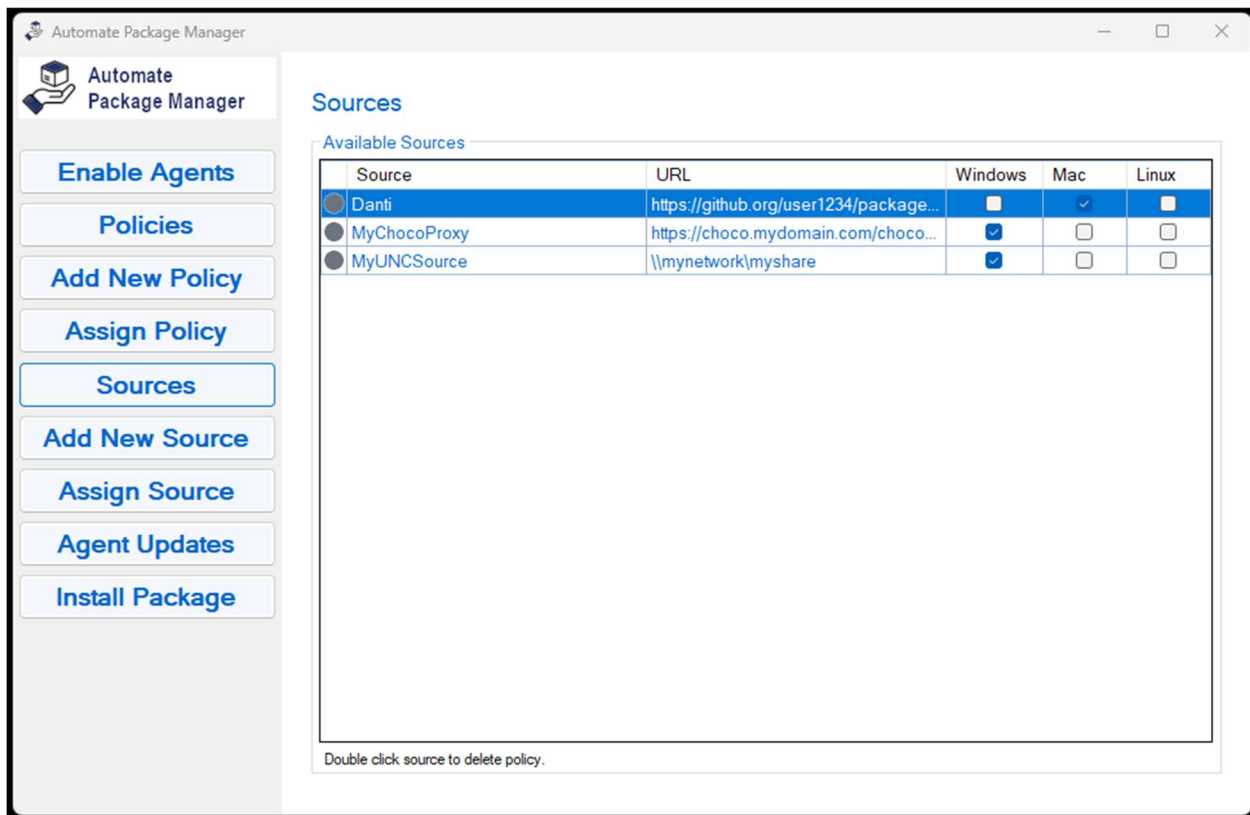 Automate Package Manager
Automate
Package Manager
Enable Agents
Policies
Add New Policy
Assign Policy
Sources
Add New Source
Assign Source
Agent Updates
Install Package
Sources
Available Sources
Source URL Windows Mac Linux
Danti https://github.org/user1234/package...
MyChocoProxy https://choco.mydomain.com/choco...
MyUNCSource \\mynetwork\myshare
Double click source to delete policy.